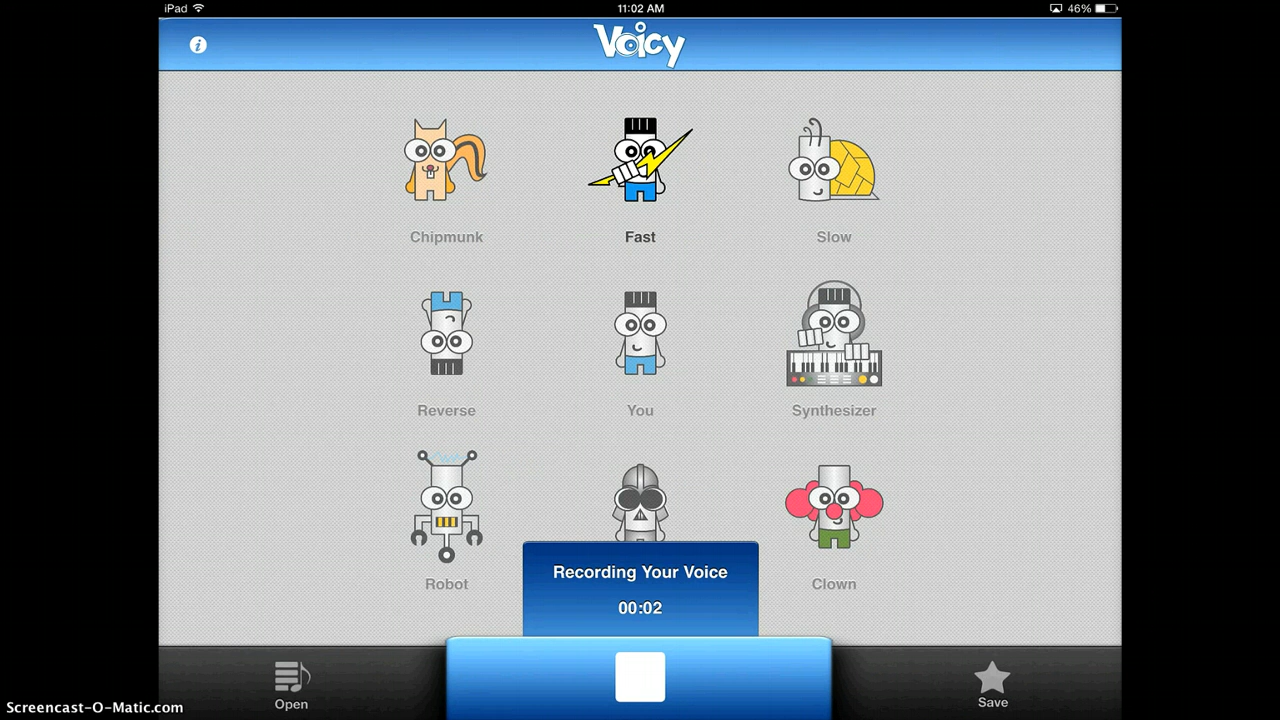 iPad 11:02 AM 46%
i Voicy
Chipmunk Fast Slow
Reverse You Synthesizer
Robot Clown
Recording Your Voice
00:02
Open Save
Screencast-O-Matic.com